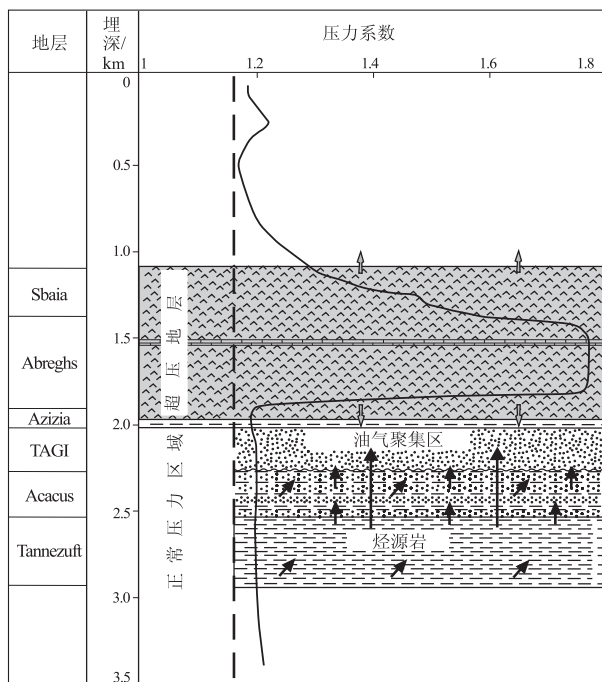 地层
埋深/km
压力系数
1
1.2
1.4
1.6
1.8
0
0.5
1.0
1.5
2.0
2.5
3.0
3.5
Sbaia
Abreghs
Azizia
TAGI
Acacus
Tannezuft
超压地层
正常压力区域
油气聚集区
烃源岩